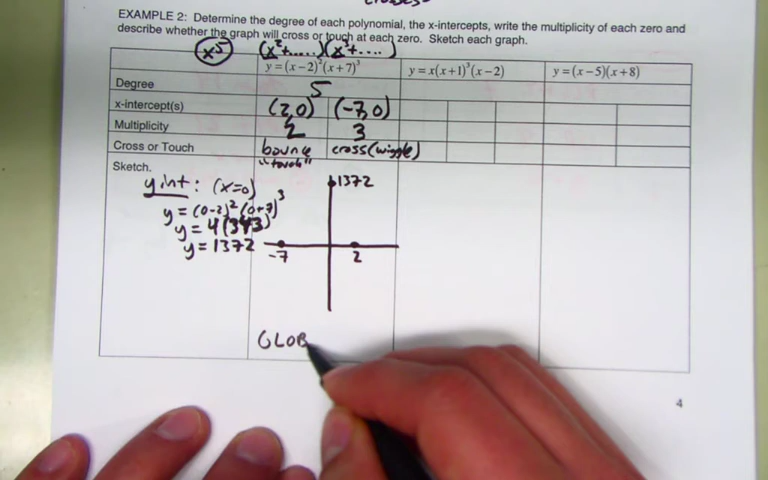 EXAMPLE 2: Determine the degree of each polynomial, the x-intercepts, write the multiplicity of each zero and
describe whether the graph will cross or touch at each zero. Sketch each graph.
x⁵ (x²+.....)(x³+....)
y = (x − 2)²(x + 7)³ y = x(x + 1)³(x − 2) y = (x − 5)(x + 8)
Degree 5
x-intercept(s) (2,0) (-7,0)
Multiplicity 2 3
Cross or Touch bounce cross(wiggle)
"touch"
Sketch.
y.int: (x=0) 1372
y = (0-2)²(0+7)³
y = 4(343)
y = 1372
-7 2
GLOB
4